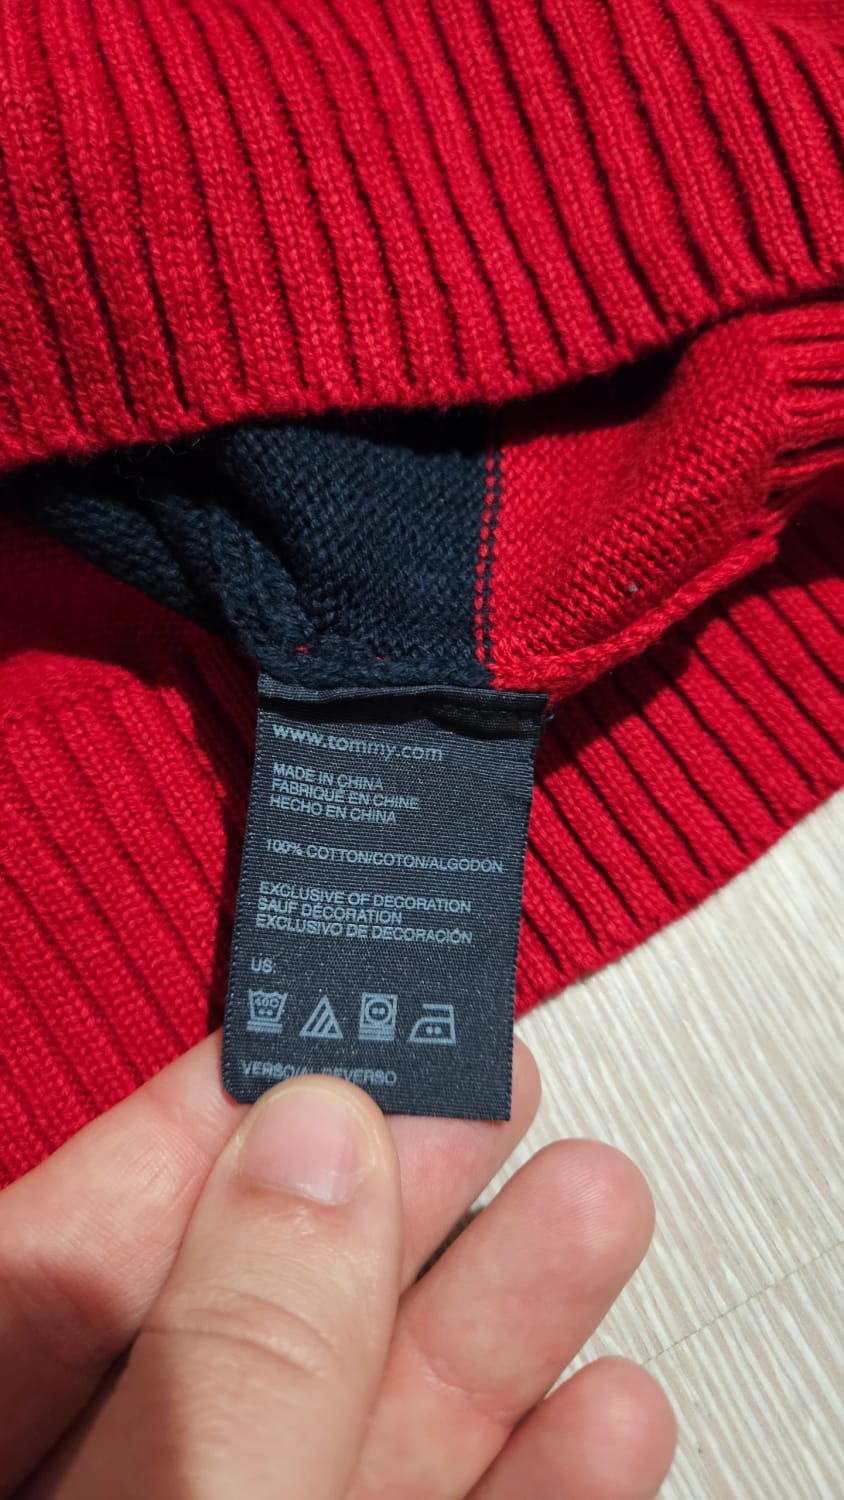 www.tommy.com
MADE IN CHINA
FABRIQUÉ EN CHINE
HECHO EN CHINA
100% COTTON/COTON/ALGODÓN
EXCLUSIVE OF DECORATION
SAUF DÉCORATION
EXCLUSIVO DE DECORACIÓN
US:
40C
VERSO/AL REVERSO